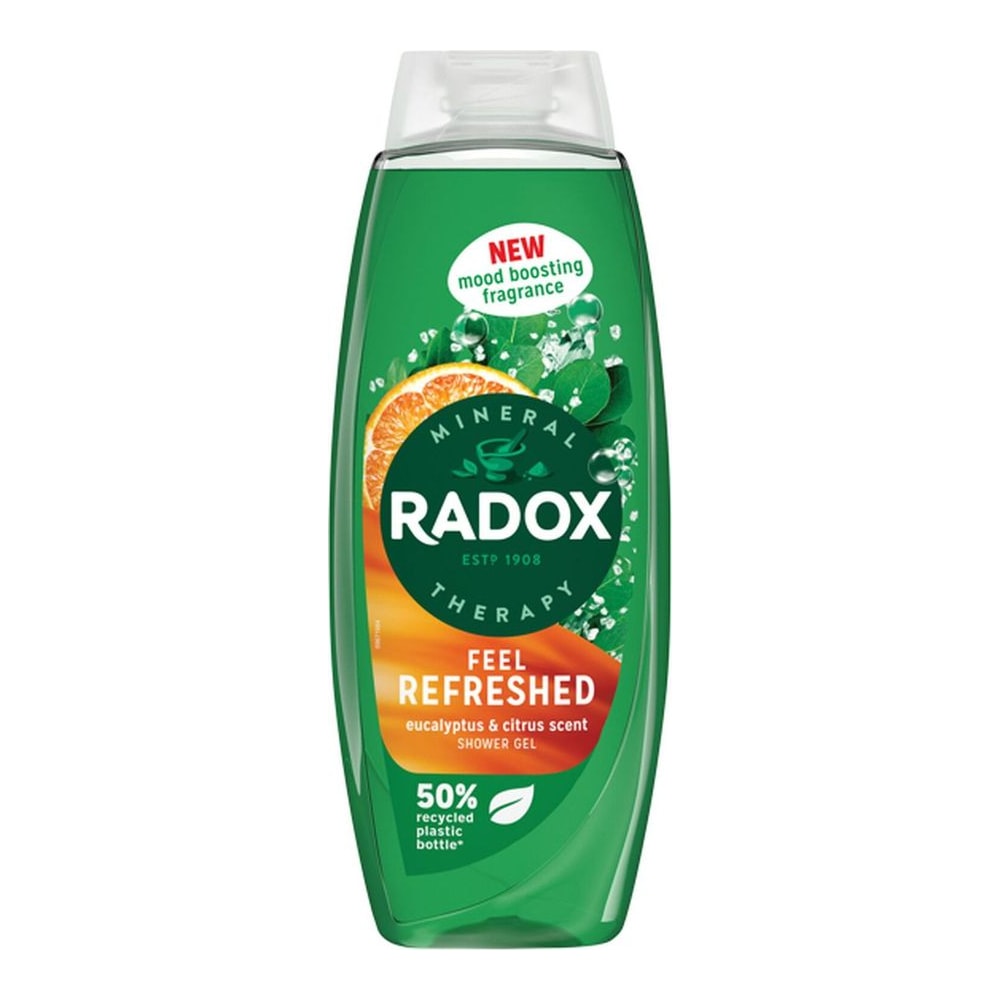 NEW
mood boosting
fragrance
MINERAL
RADOX
ESTD 1908
THERAPY
FEEL
REFRESHED
eucalyptus & citrus scent
SHOWER GEL
50%
recycled
plastic
bottle*